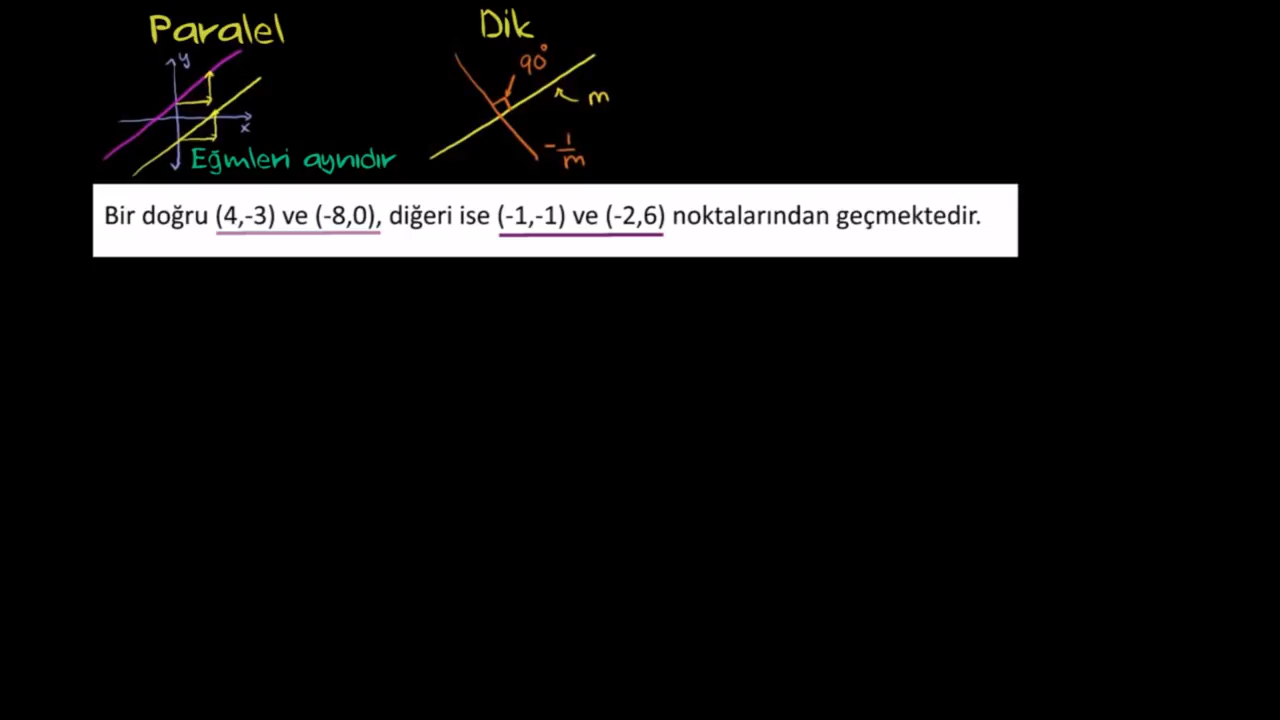 Paralel
Dik
y
x
Eğmleri aynıdır
90°
m
-1/m
Bir doğru (4,-3) ve (-8,0), diğeri ise (-1,-1) ve (-2,6) noktalarından geçmektedir.